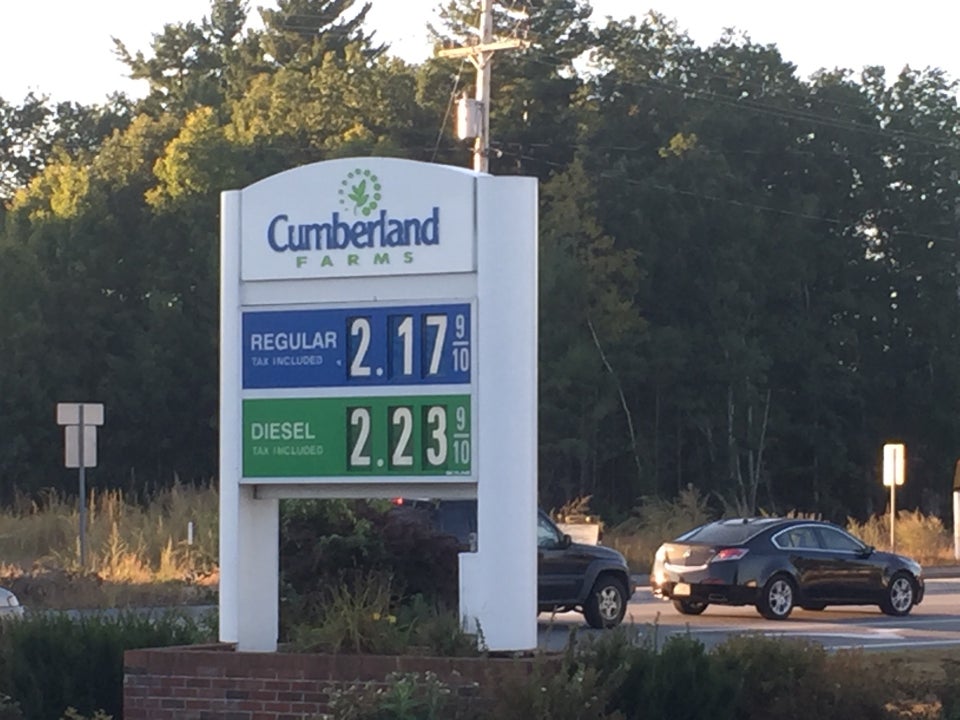 Cumberland
FARMS
REGULAR 2.17 9/10
TAX INCLUDED
DIESEL 2.23 9/10
TAX INCLUDED